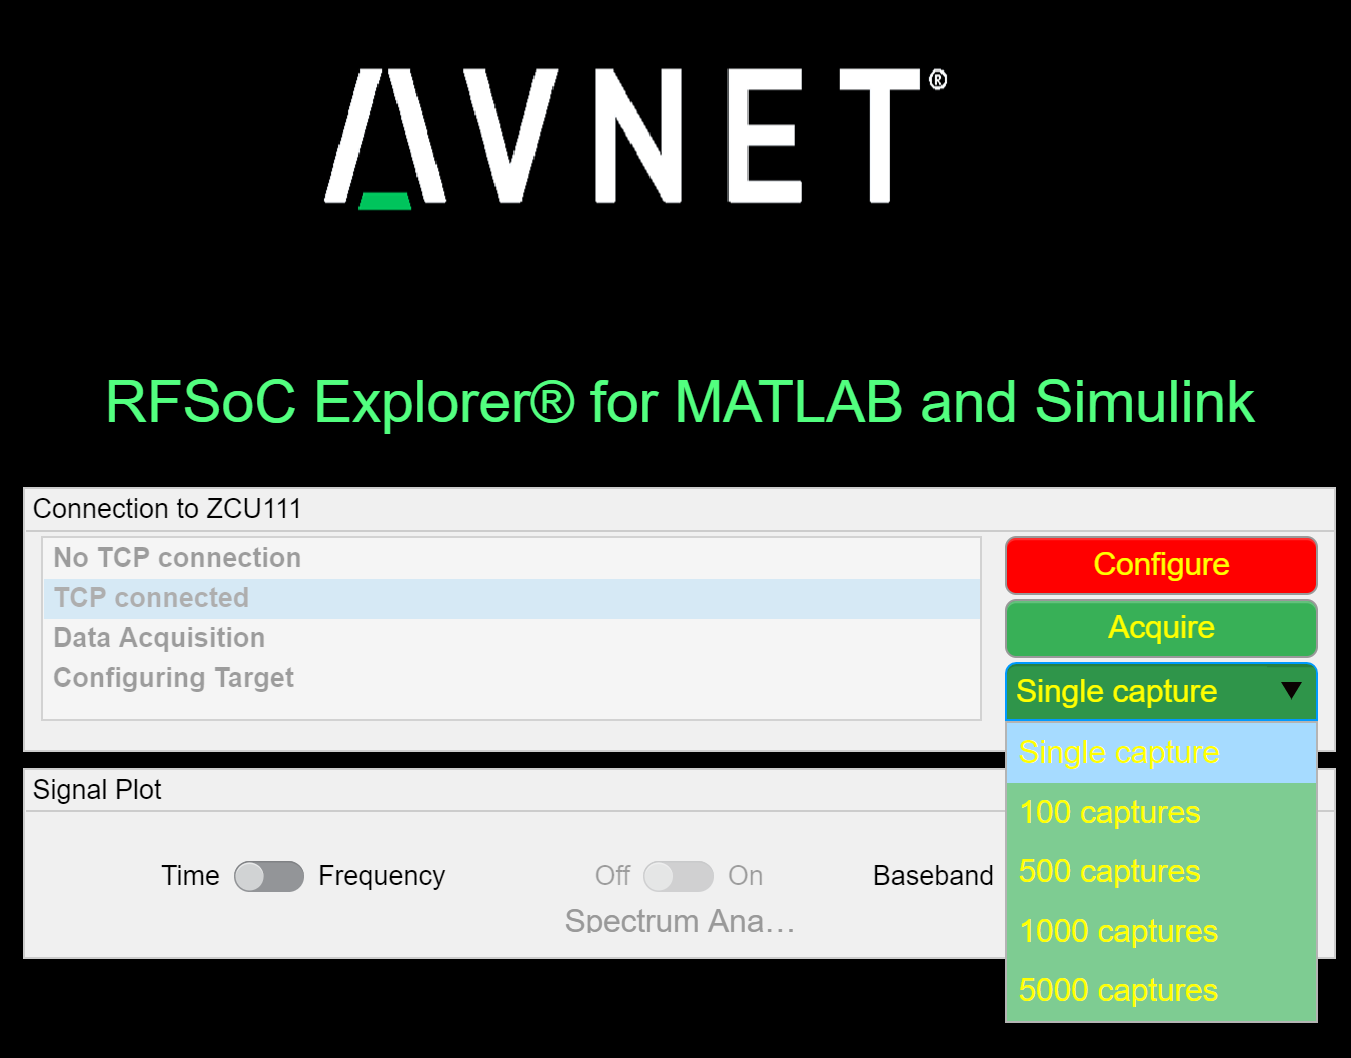 AVNET®
RFSoC Explorer® for MATLAB and Simulink
Connection to ZCU111
No TCP connection
TCP connected
Data Acquisition
Configuring Target
Configure
Acquire
Single capture
Single capture
100 captures
500 captures
1000 captures
5000 captures
Signal Plot
Time Frequency
Off On
Spectrum Ana…
Baseband